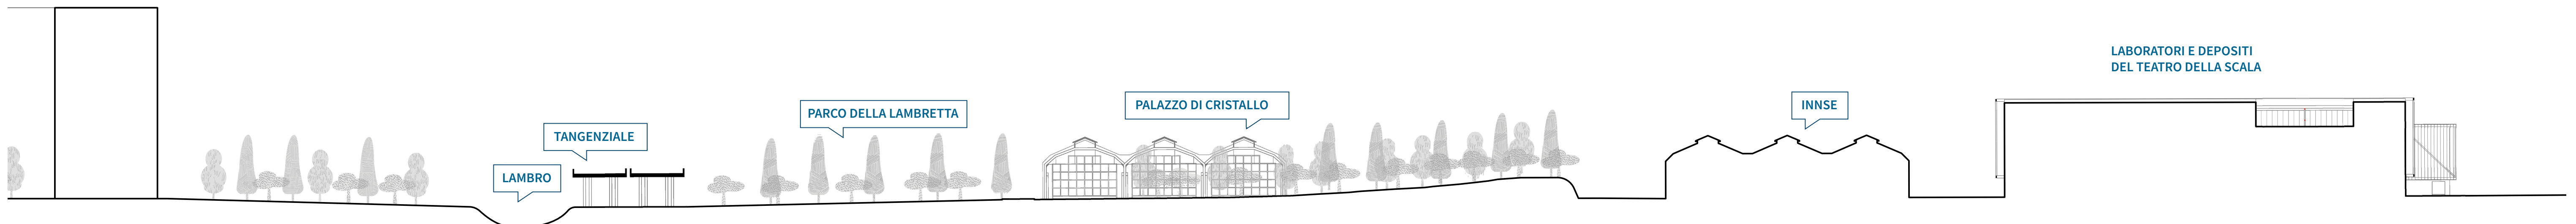 LAMBRO
TANGENZIALE
PARCO DELLA LAMBRETTA
PALAZZO DI CRISTALLO
INNSE
LABORATORI E DEPOSITI
DEL TEATRO DELLA SCALA